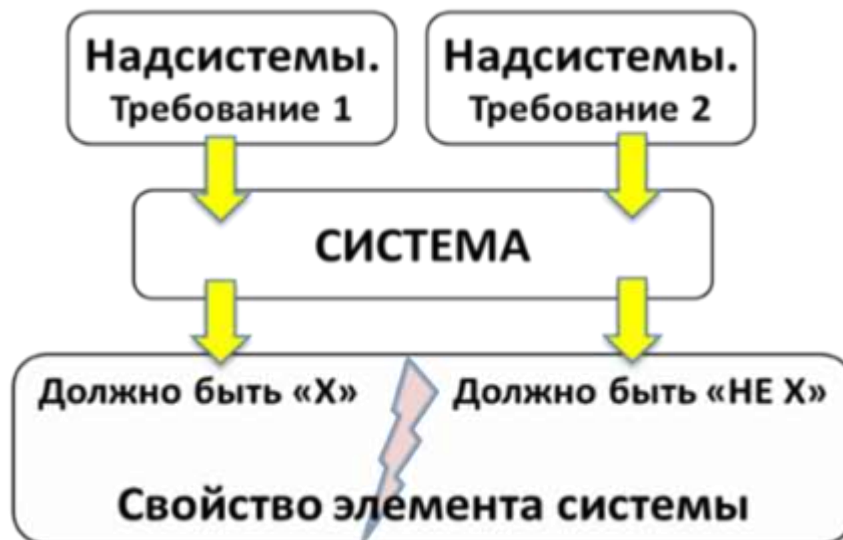 Надсистемы.
Требование 1
Надсистемы.
Требование 2
СИСТЕМА
Должно быть «Х»
Должно быть «НЕ Х»
Свойство элемента системы